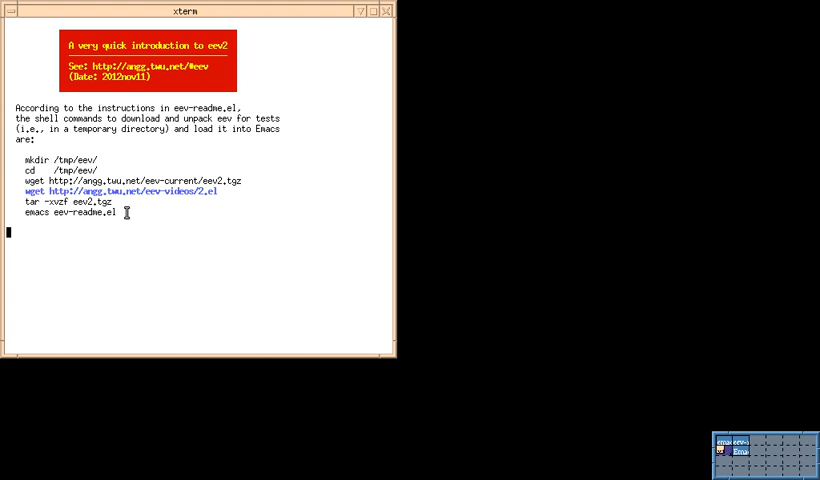 xterm
A very quick introduction to eev2
See: http://angg.twu.net/#eev
(Date: 2012nov11)
According to the instructions in eev-readme.el,
the shell commands to download and unpack eev for tests
(i.e., in a temporary directory) and load it into Emacs
are:
mkdir /tmp/eev/
cd    /tmp/eev/
wget http://angg.twu.net/eev-current/eev2.tgz
wget http://angg.twu.net/eev-videos/2.el
tar -xvzf eev2.tgz
emacs eev-readme.el